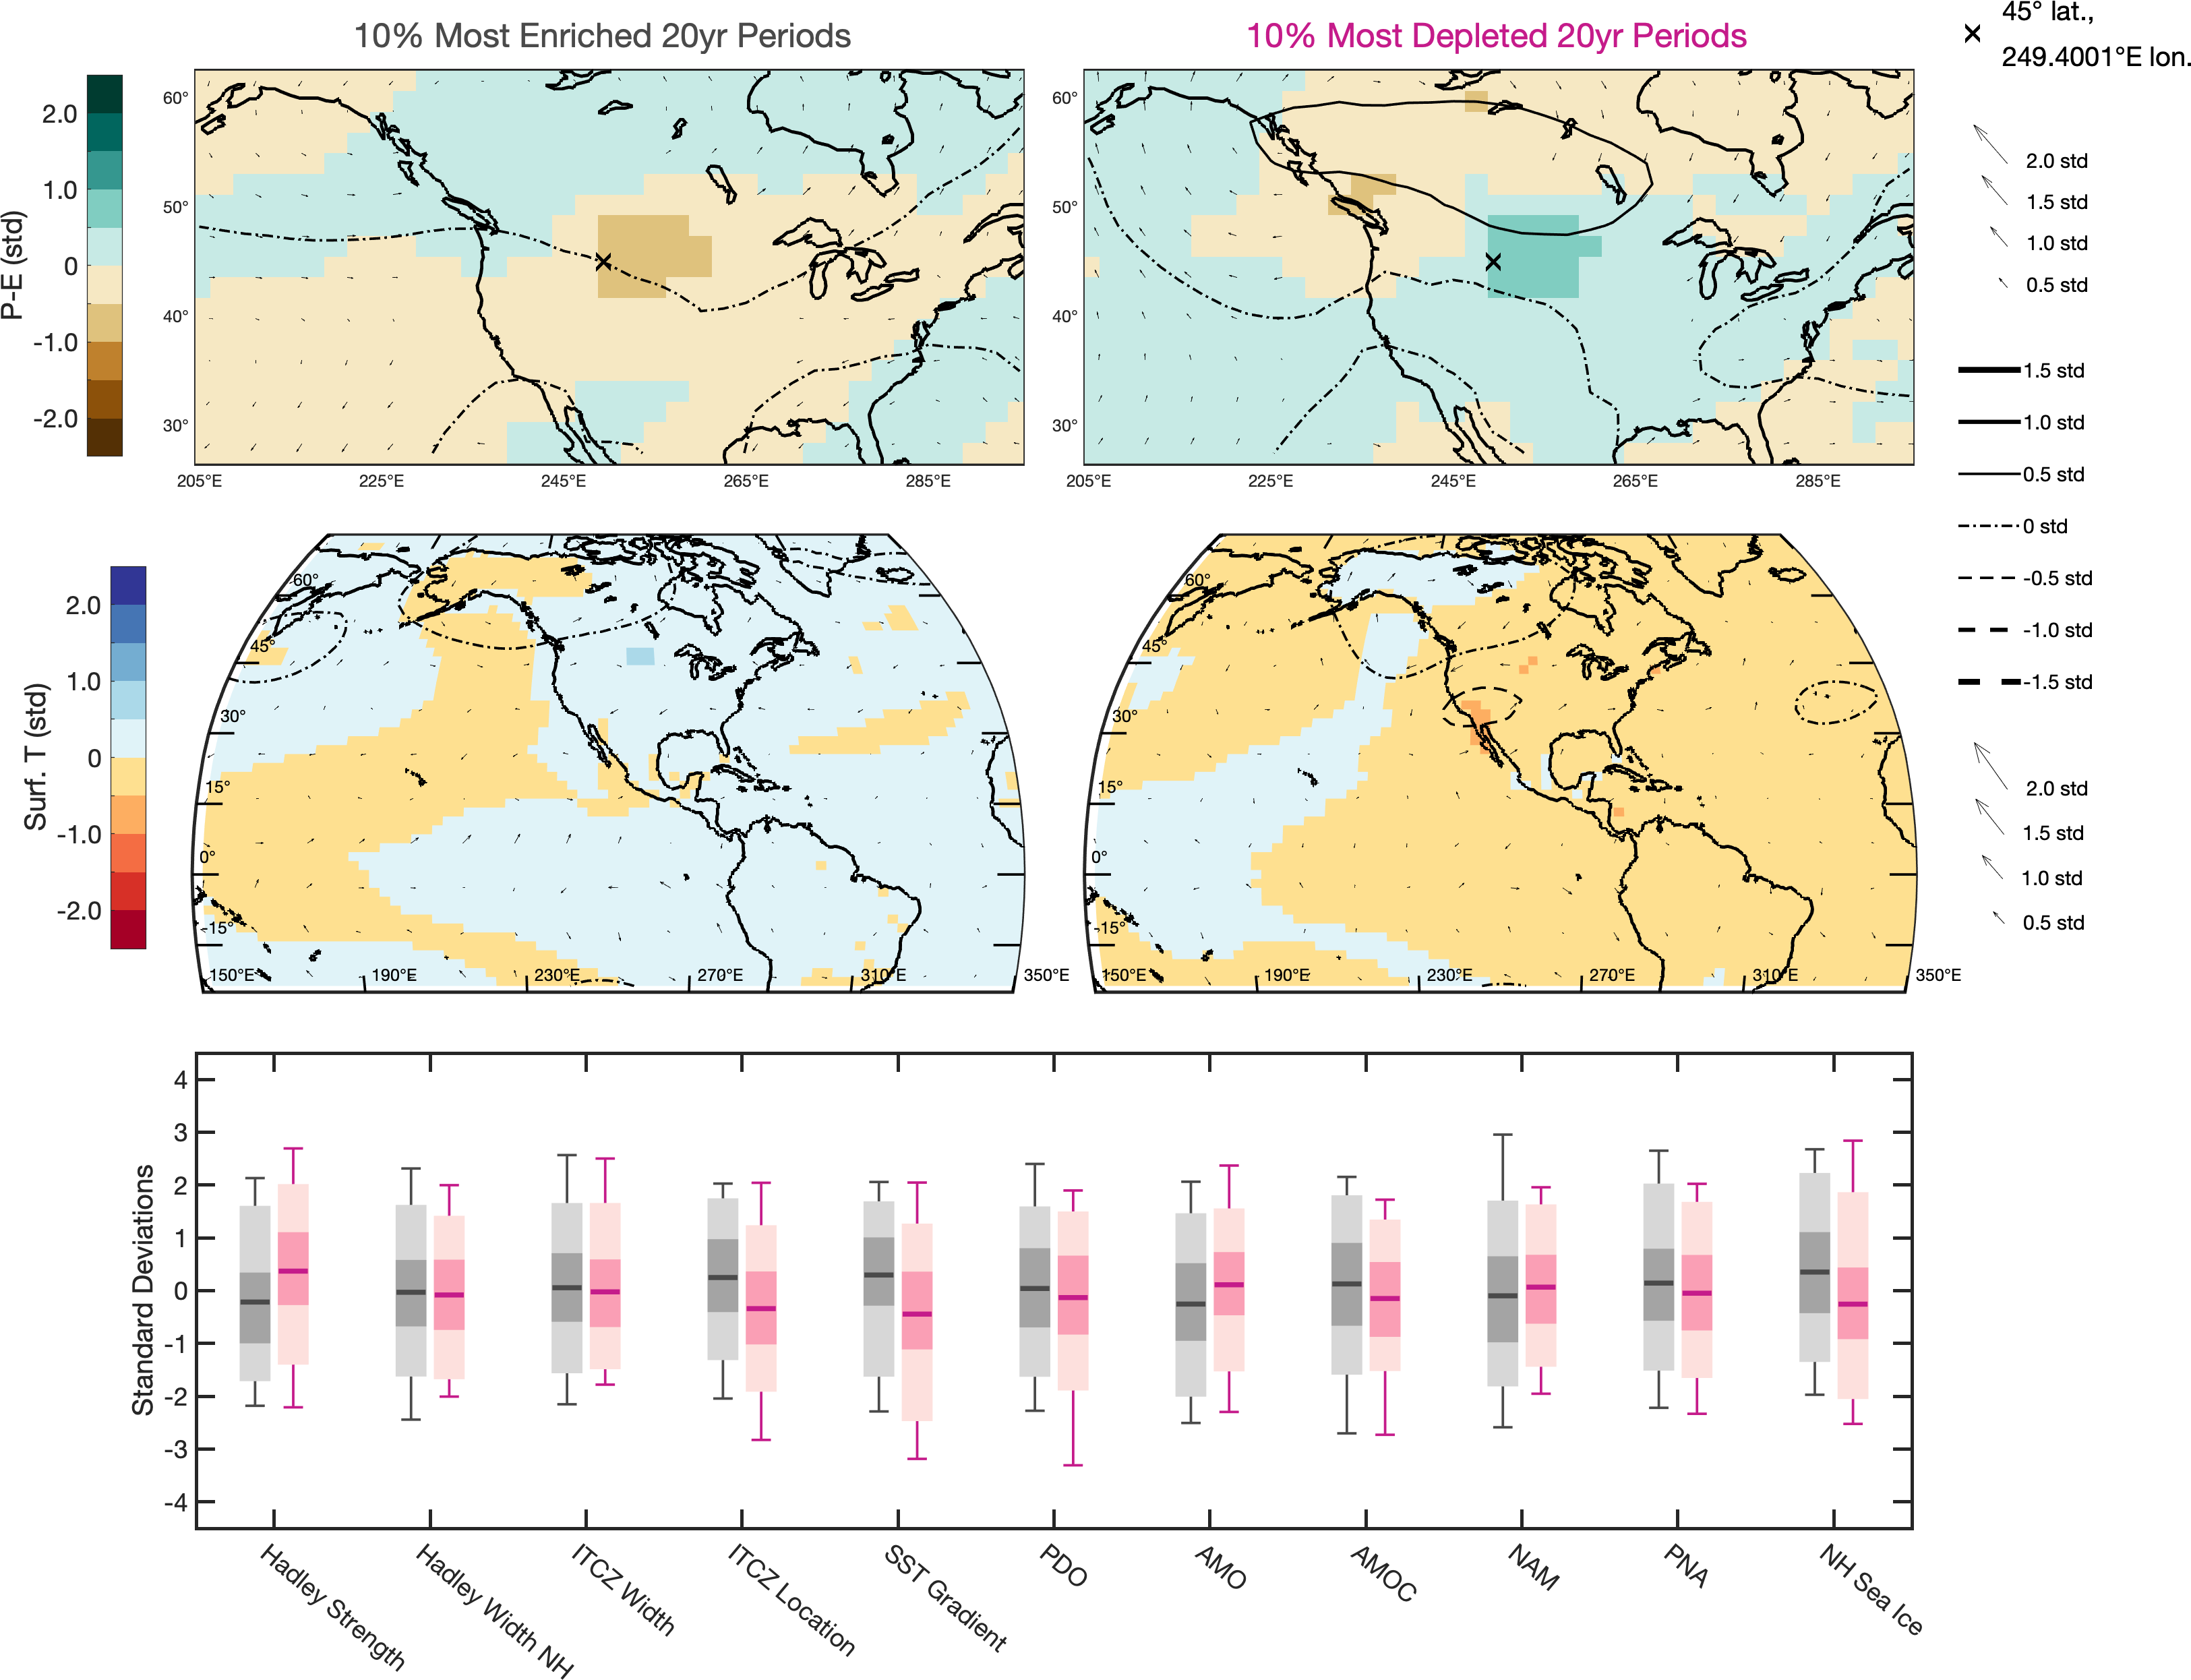 10% Most Enriched 20yr Periods
10% Most Depleted 20yr Periods
45° lat.,
249.4001°E lon.
P-E (std)
2.0
1.0
0
-1.0
-2.0
60°
50°
40°
30°
205°E 225°E 245°E 265°E 285°E
60°
50°
40°
30°
205°E 225°E 245°E 265°E 285°E
2.0 std
1.5 std
1.0 std
0.5 std
1.5 std
1.0 std
0.5 std
0 std
-0.5 std
-1.0 std
-1.5 std
2.0 std
1.5 std
1.0 std
0.5 std
Surf. T (std)
2.0
1.0
0
-1.0
-2.0
60°
45°
30°
15°
0°
-15°
150°E 190°E 230°E 270°E 310°E 350°E
60°
45°
30°
15°
0°
-15°
150°E 190°E 230°E 270°E 310°E 350°E
Standard Deviations
4
3
2
1
0
-1
-2
-3
-4
Hadley Strength
Hadley Width NH
ITCZ Width
ITCZ Location
SST Gradient
PDO
AMO
AMOC
NAM
PNA
NH Sea Ice